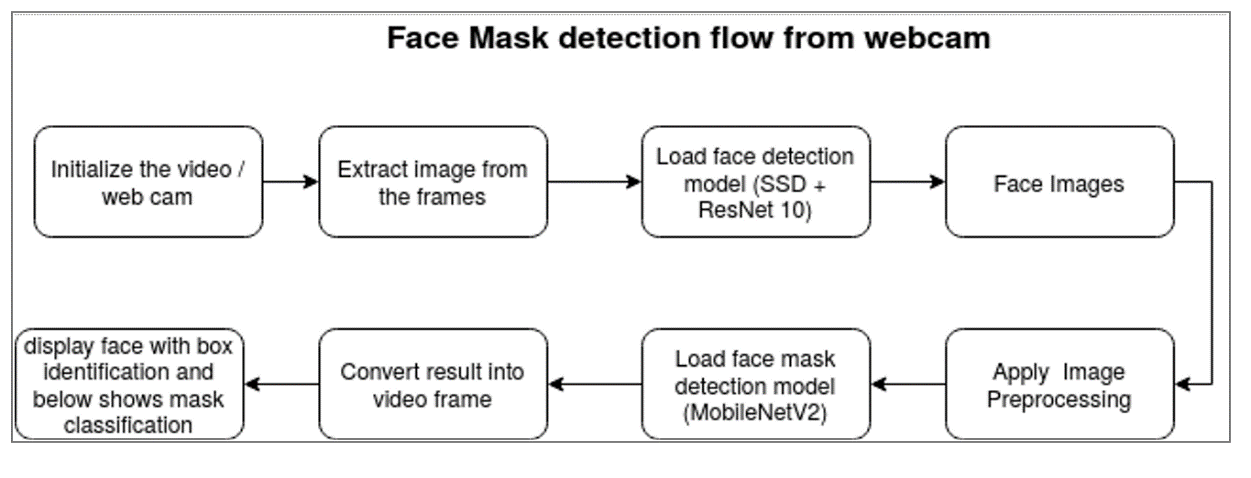 Face Mask detection flow from webcam
Initialize the video /
web cam
Extract image from
the frames
Load face detection
model (SSD +
ResNet 10)
Face Images
Apply  Image
Preprocessing
Load face mask
detection model
(MobileNetV2)
Convert result into
video frame
display face with box
identification and
below shows mask
classification